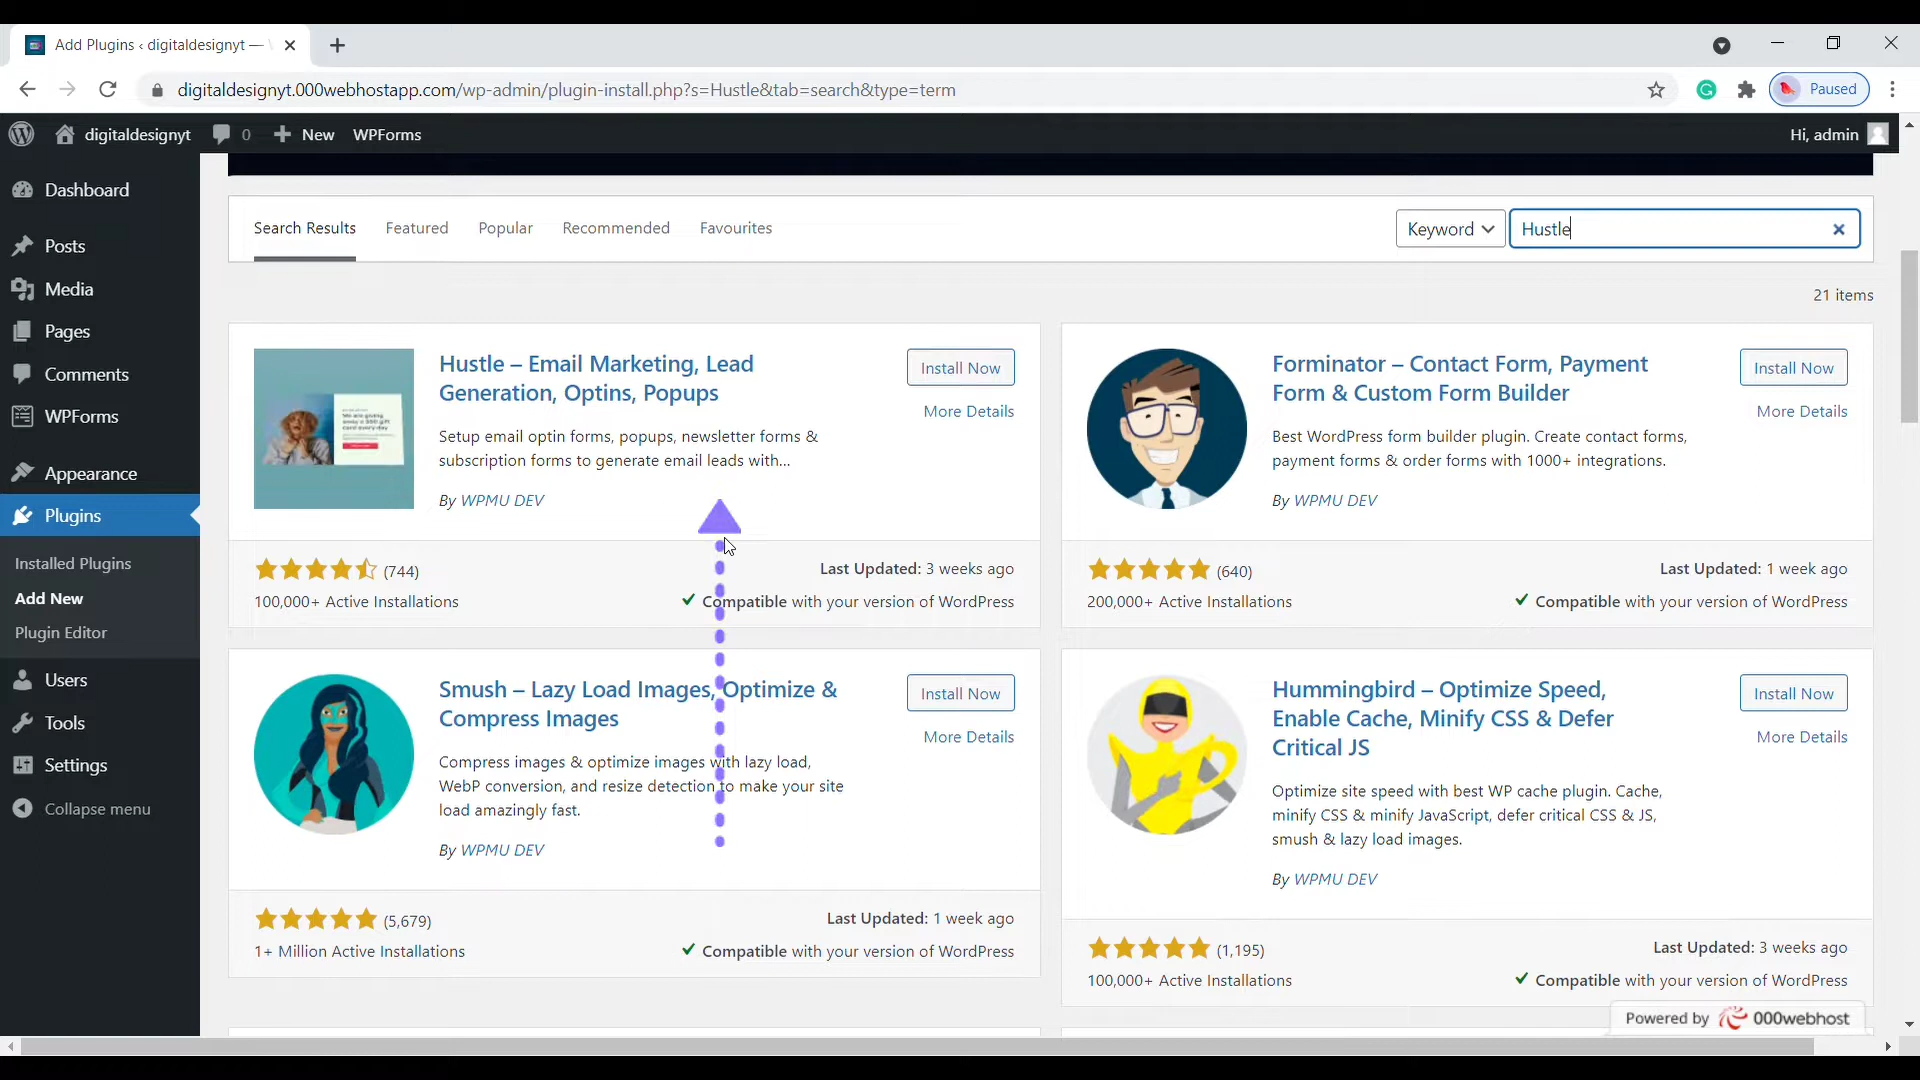 Add Plugins ‹ digitaldesignyt —
digitaldesignyt.000webhostapp.com/wp-admin/plugin-install.php?s=Hustle&tab=search&type=term
Paused
digitaldesignyt
0
New
WPForms
Hi, admin
Dashboard
Posts
Media
Pages
Comments
WPForms
Appearance
Plugins
Installed Plugins
Add New
Plugin Editor
Users
Tools
Settings
Collapse menu
Search Results
Featured
Popular
Recommended
Favourites
Keyword
Hustle
21 items
Hustle – Email Marketing, Lead
Generation, Optins, Popups
Install Now
More Details
Setup email optin forms, popups, newsletter forms &
subscription forms to generate email leads with...
By WPMU DEV
(744)
Last Updated: 3 weeks ago
100,000+ Active Installations
Compatible with your version of WordPress
Forminator – Contact Form, Payment
Form & Custom Form Builder
Install Now
More Details
Best WordPress form builder plugin. Create contact forms,
payment forms & order forms with 1000+ integrations.
By WPMU DEV
(640)
Last Updated: 1 week ago
200,000+ Active Installations
Compatible with your version of WordPress
Smush – Lazy Load Images, Optimize &
Compress Images
Install Now
More Details
Compress images & optimize images with lazy load,
WebP conversion, and resize detection to make your site
load amazingly fast.
By WPMU DEV
(5,679)
Last Updated: 1 week ago
1+ Million Active Installations
Compatible with your version of WordPress
Hummingbird – Optimize Speed,
Enable Cache, Minify CSS & Defer
Critical JS
Install Now
More Details
Optimize site speed with best WP cache plugin. Cache,
minify CSS & minify JavaScript, defer critical CSS & JS,
smush & lazy load images.
By WPMU DEV
(1,195)
Last Updated: 3 weeks ago
100,000+ Active Installations
Compatible with your version of WordPress
Powered by 000webhost